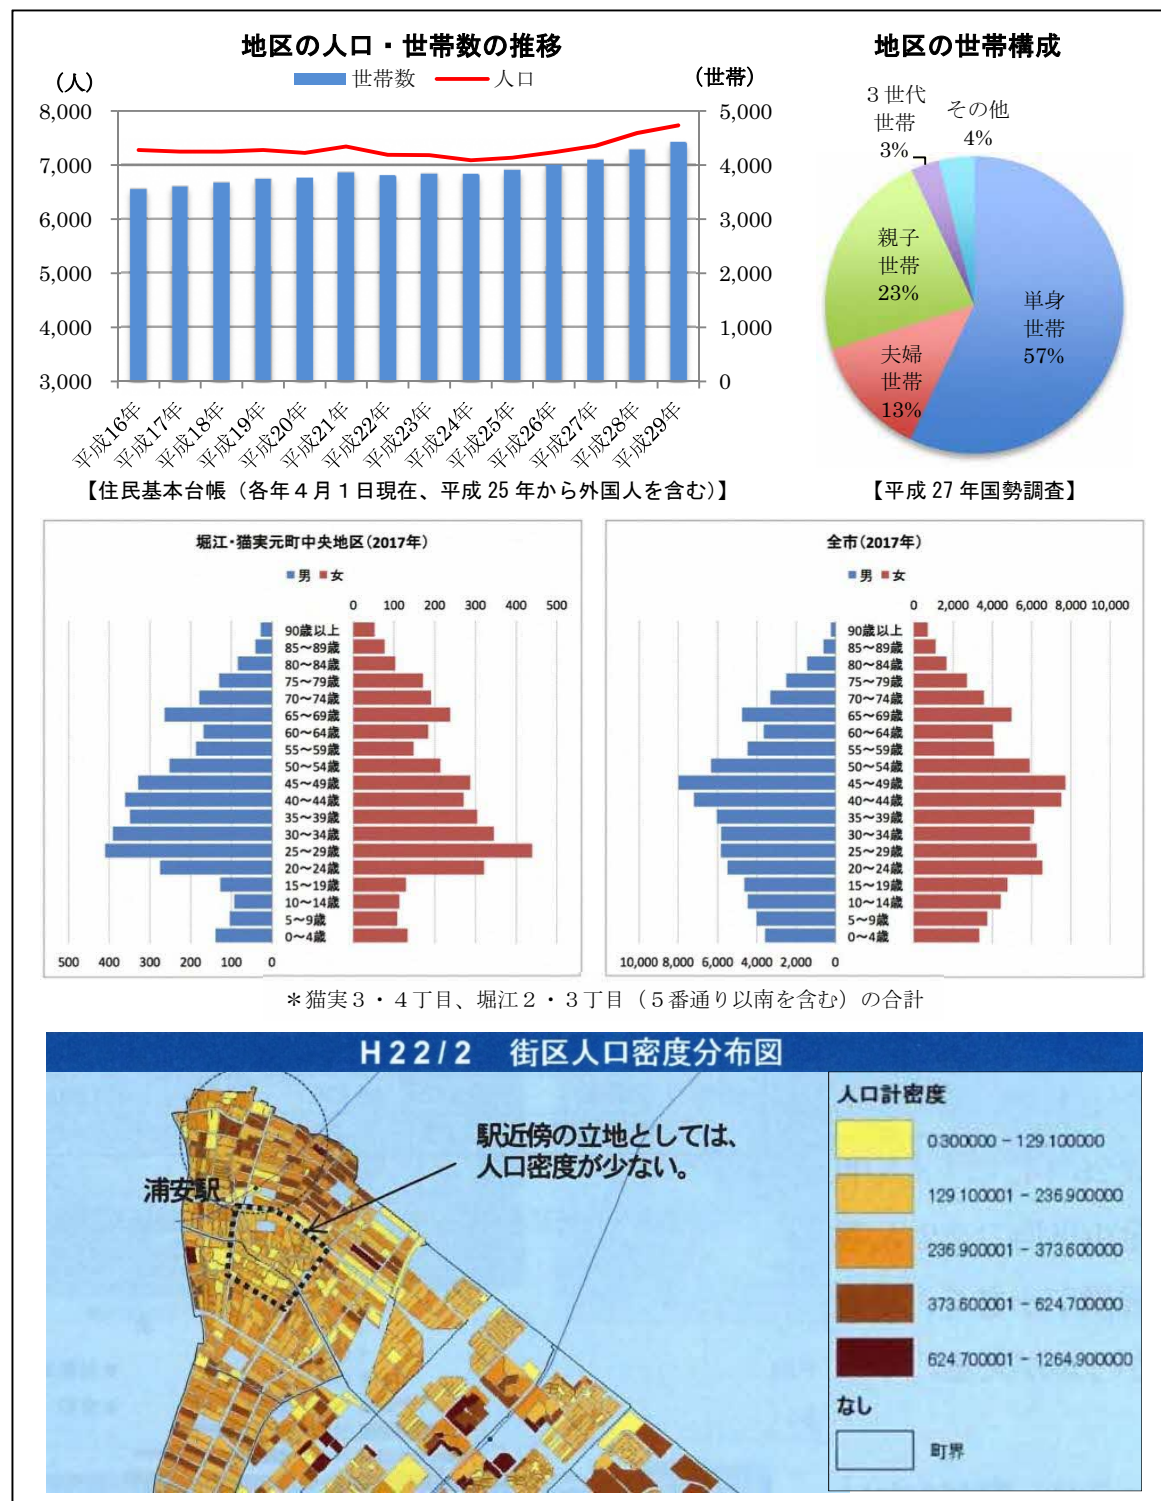 地区の人口・世帯数の推移
(人)
世帯数
人口
(世帯)
8,000
7,000
6,000
5,000
4,000
3,000
5,000
4,000
3,000
2,000
1,000
0
平成16年
平成17年
平成18年
平成19年
平成20年
平成21年
平成22年
平成23年
平成24年
平成25年
平成26年
平成27年
平成28年
平成29年
【住民基本台帳（各年４月１日現在、平成 25 年から外国人を含む）】
地区の世帯構成
３世代
世帯
3%
その他
4%
親子
世帯
23%
夫婦
世帯
13%
単身
世帯
57%
【平成 27 年国勢調査】
堀江・猫実元町中央地区（2017年）
男 女
0 100 200 300 400 500
90歳以上
85～89歳
80～84歳
75～79歳
70～74歳
65～69歳
60～64歳
55～59歳
50～54歳
45～49歳
40～44歳
35～39歳
30～34歳
25～29歳
20～24歳
15～19歳
10～14歳
5～9歳
0～4歳
500 400 300 200 100 0
全市（2017年）
男 女
0 2,000 4,000 6,000 8,000 10,000
90歳以上
85～89歳
80～84歳
75～79歳
70～74歳
65～69歳
60～64歳
55～59歳
50～54歳
45～49歳
40～44歳
35～39歳
30～34歳
25～29歳
20～24歳
15～19歳
10～14歳
5～9歳
0～4歳
10,000 8,000 6,000 4,000 2,000 0
＊猫実３・４丁目、堀江２・３丁目（５番通り以南を含む）の合計
H22/2 街区人口密度分布図
駅近傍の立地としては、
人口密度が少ない。
浦安駅
人口計密度
0.300000 - 129.100000
129.100001 - 236.900000
236.900001 - 373.600000
373.600001 - 624.700000
624.700001 - 1264.900000
なし
町界